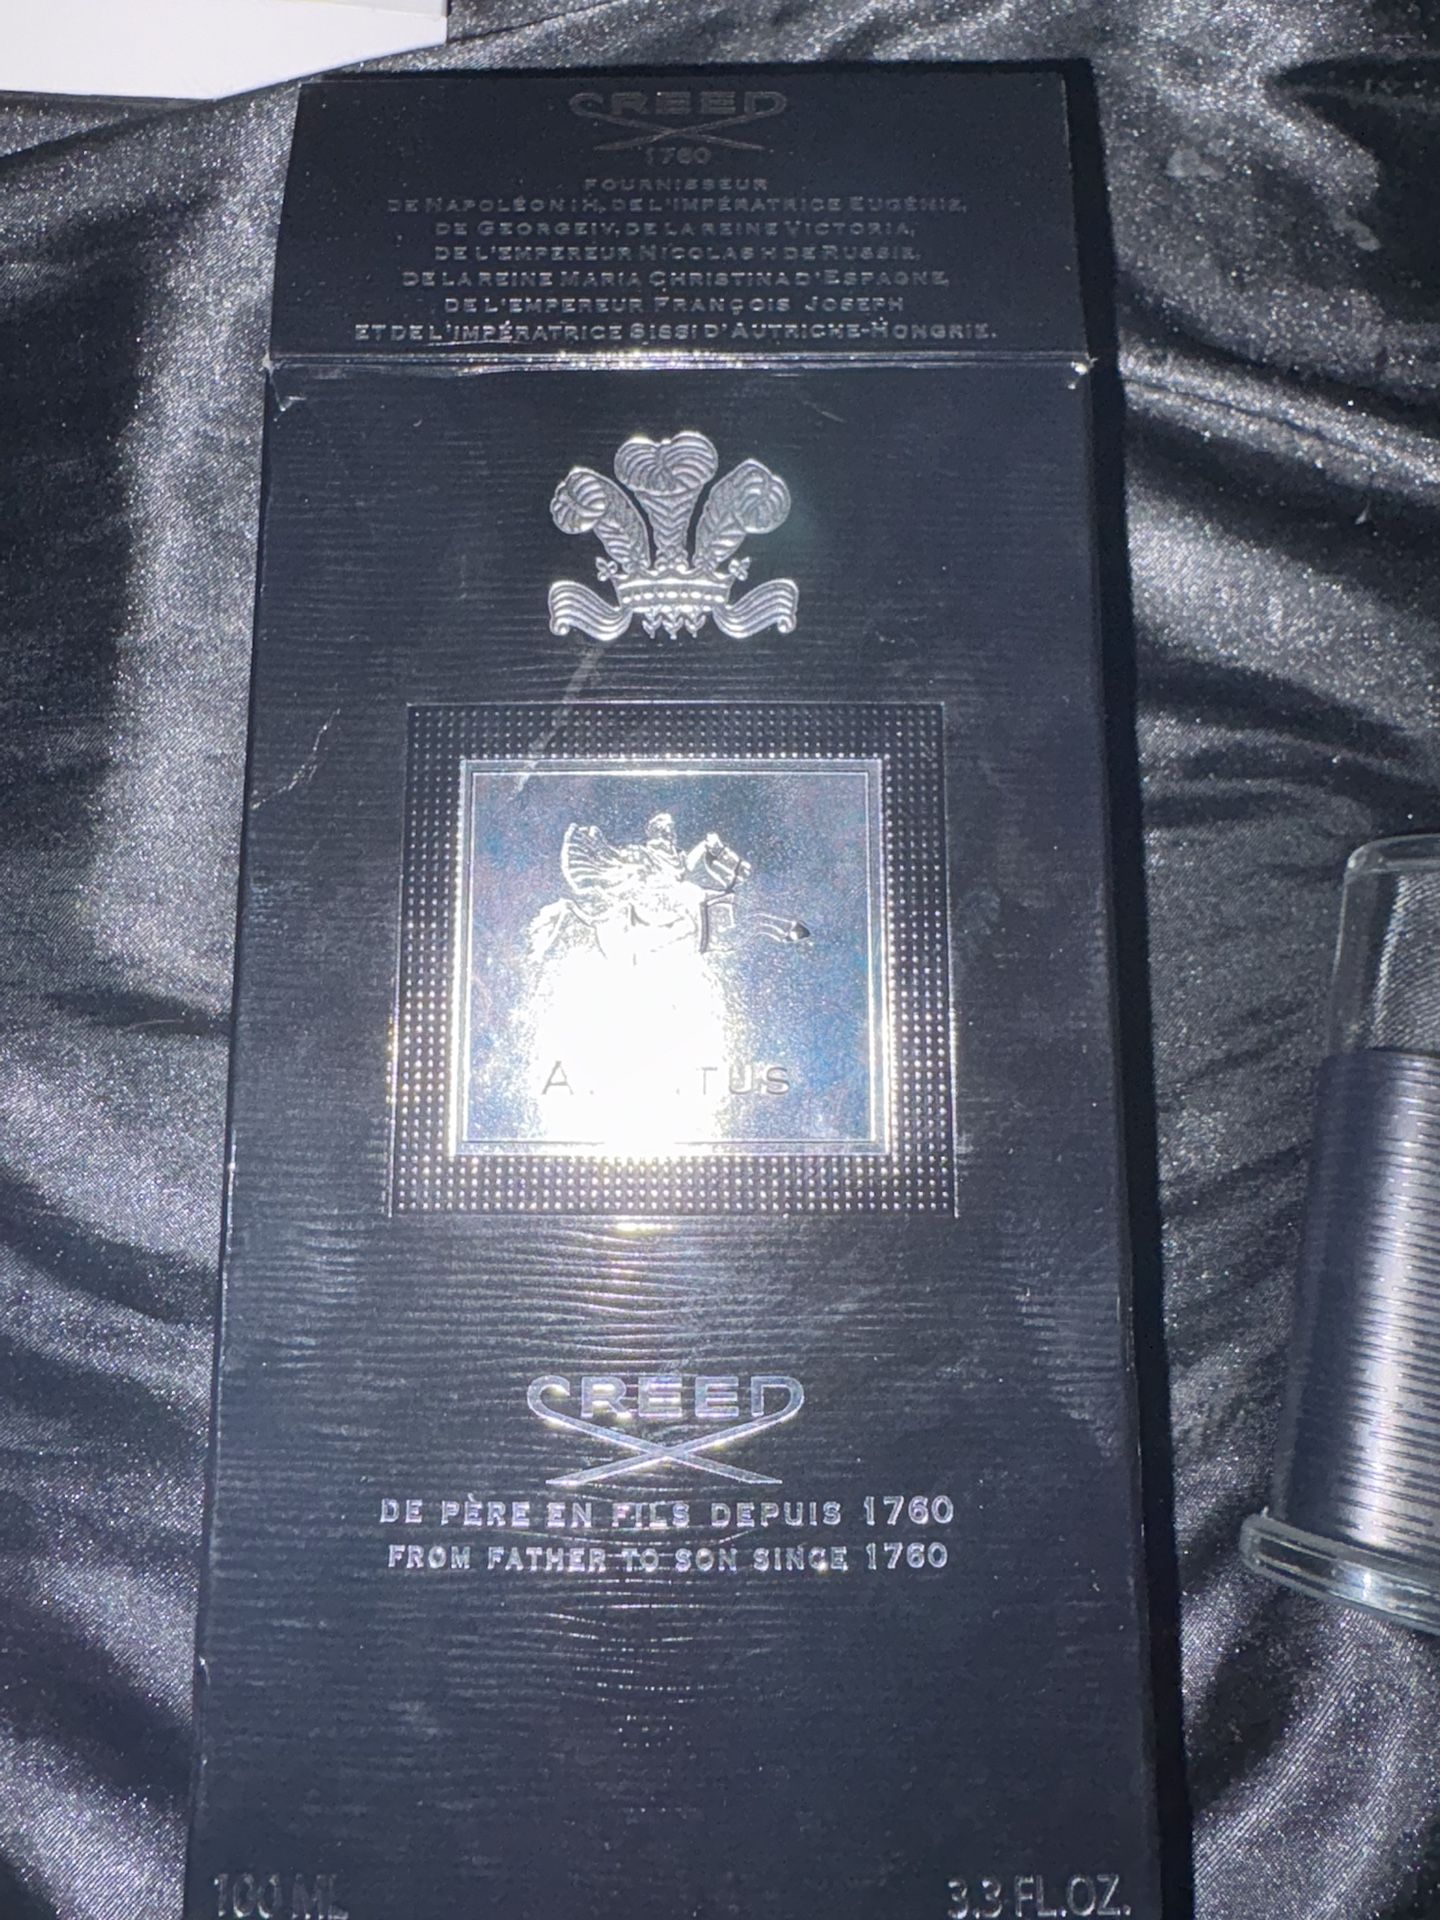 CREED
1760
FOURNISSEUR
DE NAPOLÉON III, DE L'IMPÉRATRICE EUGÉNIE,
DE GEORGE IV, DE LA REINE VICTORIA,
DE L'EMPEREUR NICOLAS II DE RUSSIE,
DE LA REINE MARIA CHRISTINA D'ESPAGNE,
DE L'EMPEREUR FRANÇOIS JOSEPH
ET DE L'IMPÉRATRICE SISSI D'AUTRICHE-HONGRIE.
CREED
DE PÈRE EN FILS DEPUIS 1760
FROM FATHER TO SON SINCE 1760
100 ML
3.3 FL.OZ.